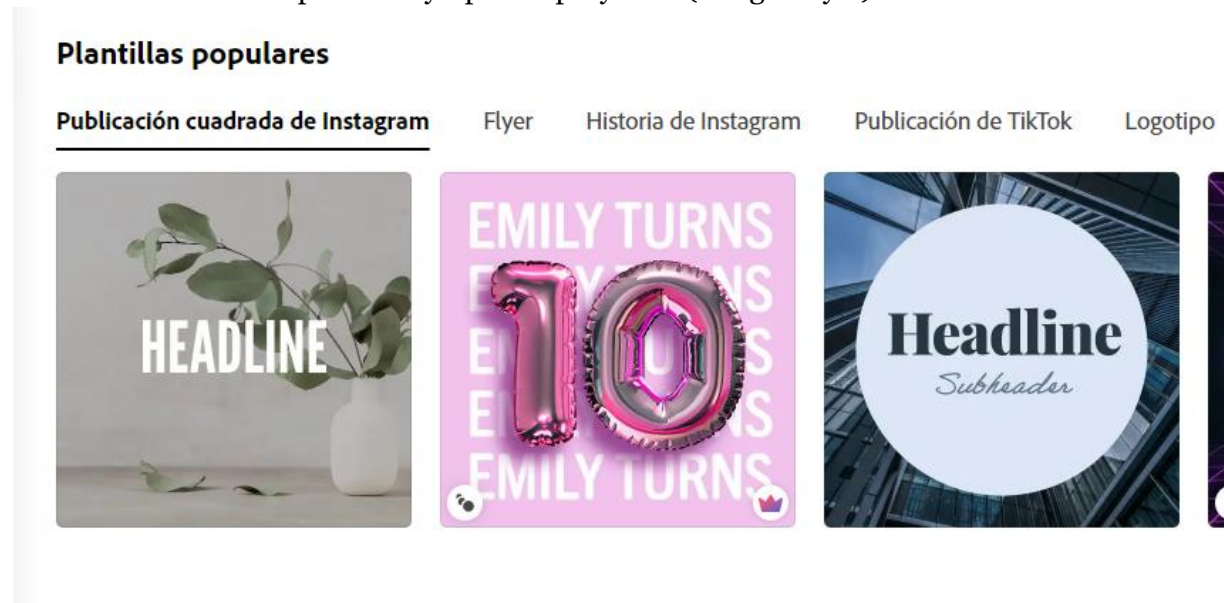 Plantillas populares
Publicación cuadrada de Instagram Flyer Historia de Instagram Publicación de TikTok Logotipo
HEADLINE
EMILY TURNS
10
EMILY TURNS
Headline
Subheader